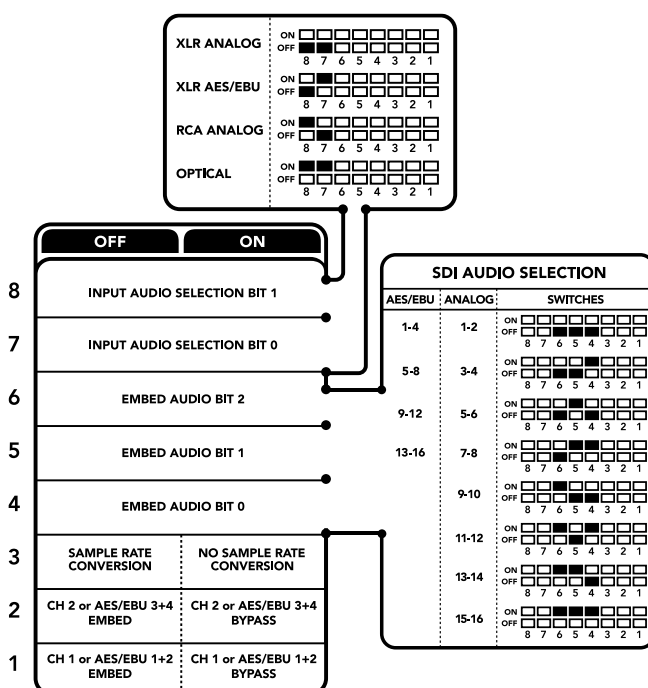 XLR ANALOG
ON
OFF
8 7 6 5 4 3 2 1
XLR AES/EBU
ON
OFF
8 7 6 5 4 3 2 1
RCA ANALOG
ON
OFF
8 7 6 5 4 3 2 1
OPTICAL
ON
OFF
8 7 6 5 4 3 2 1
OFF ON
8 INPUT AUDIO SELECTION BIT 1
7 INPUT AUDIO SELECTION BIT 0
6 EMBED AUDIO BIT 2
5 EMBED AUDIO BIT 1
4 EMBED AUDIO BIT 0
3 SAMPLE RATE CONVERSION NO SAMPLE RATE CONVERSION
2 CH 2 or AES/EBU 3+4 EMBED CH 2 or AES/EBU 3+4 BYPASS
1 CH 1 or AES/EBU 1+2 EMBED CH 1 or AES/EBU 1+2 BYPASS
SDI AUDIO SELECTION
AES/EBU ANALOG SWITCHES
1-4 1-2
ON
OFF
8 7 6 5 4 3 2 1
5-8 3-4
ON
OFF
8 7 6 5 4 3 2 1
9-12 5-6
ON
OFF
8 7 6 5 4 3 2 1
13-16 7-8
ON
OFF
8 7 6 5 4 3 2 1
9-10
ON
OFF
8 7 6 5 4 3 2 1
11-12
ON
OFF
8 7 6 5 4 3 2 1
13-14
ON
OFF
8 7 6 5 4 3 2 1
15-16
ON
OFF
8 7 6 5 4 3 2 1